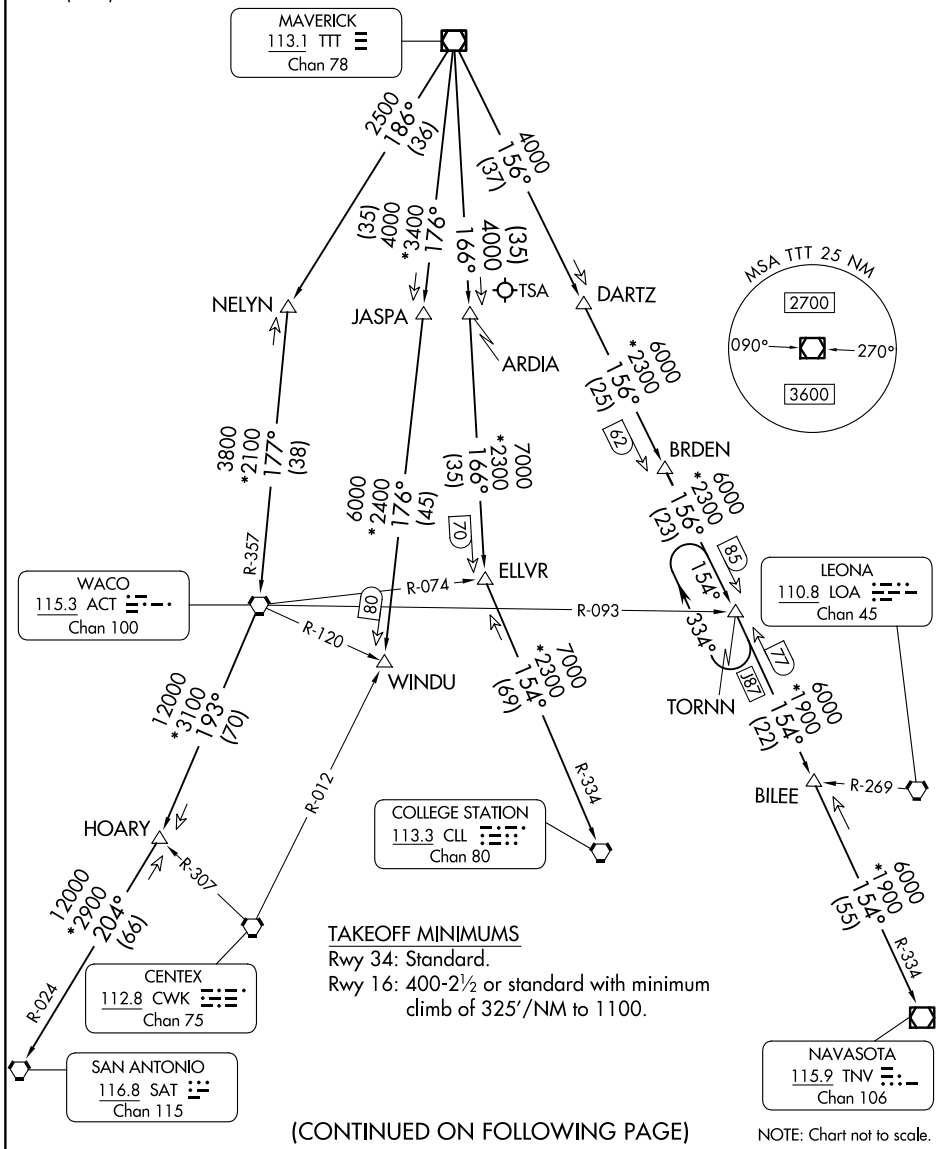 MAVERICK
113.1 TTT
Chan 78
2500
186°
(36)
(35)
4000
*3400
176°
(35)
4000
166°
4000
156°
(37)
TSA
NELYN
JASPA
ARDIA
DARTZ
MSA TTT 25 NM
2700
090°
270°
3600
3800
*2100
177°
(38)
6000
*2400
176°
(45)
7000
*2300
166°
(35)
6000
*2300
156°
(25)
62
BRDEN
6000
*2300
156°
(23)
85
70
80
R-357
WACO
115.3 ACT
Chan 100
R-074
ELLVR
R-093
R-120
WINDU
154°
334°
TORNN
J87
77
LEONA
110.8 LOA
Chan 45
12000
*3100
193°
(70)
7000
*2300
154°
(69)
6000
*1900
154°
(22)
R-012
R-334
BILEE
R-269
HOARY
R-307
COLLEGE STATION
113.3 CLL
Chan 80
12000
*2900
204°
(66)
R-024
6000
*1900
154°
(55)
R-334
CENTEX
112.8 CWK
Chan 75
TAKEOFF MINIMUMS
Rwy 34: Standard.
Rwy 16: 400-2½ or standard with minimum
climb of 325'/NM to 1100.
SAN ANTONIO
116.8 SAT
Chan 115
NAVASOTA
115.9 TNV
Chan 106
(CONTINUED ON FOLLOWING PAGE)
NOTE: Chart not to scale.